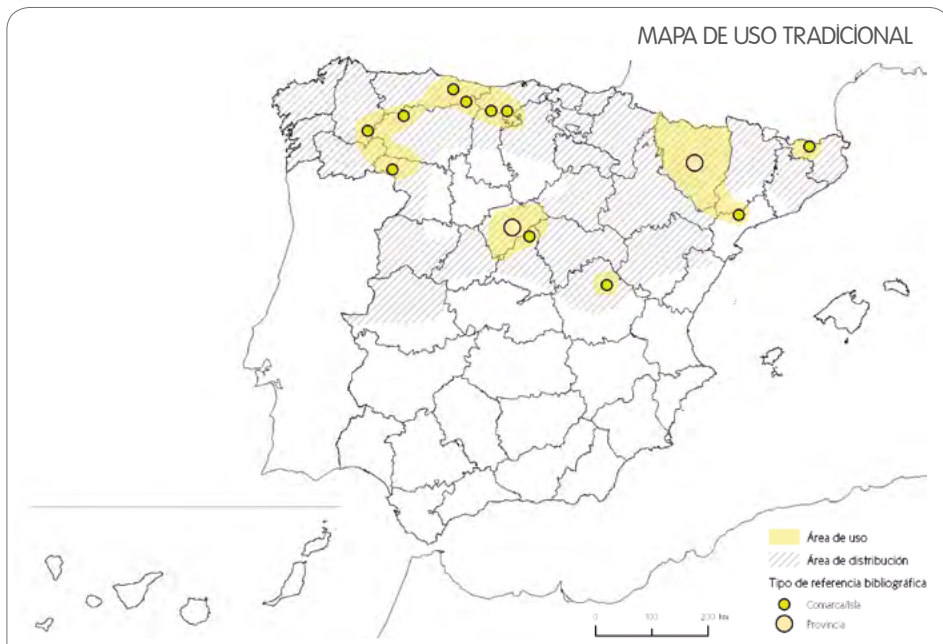 MAPA DE USO TRADICIONAL
Área de uso
Área de distribución
Tipo de referencia bibliográfica
Comarca/Isla
Provincia
0 100 200 km